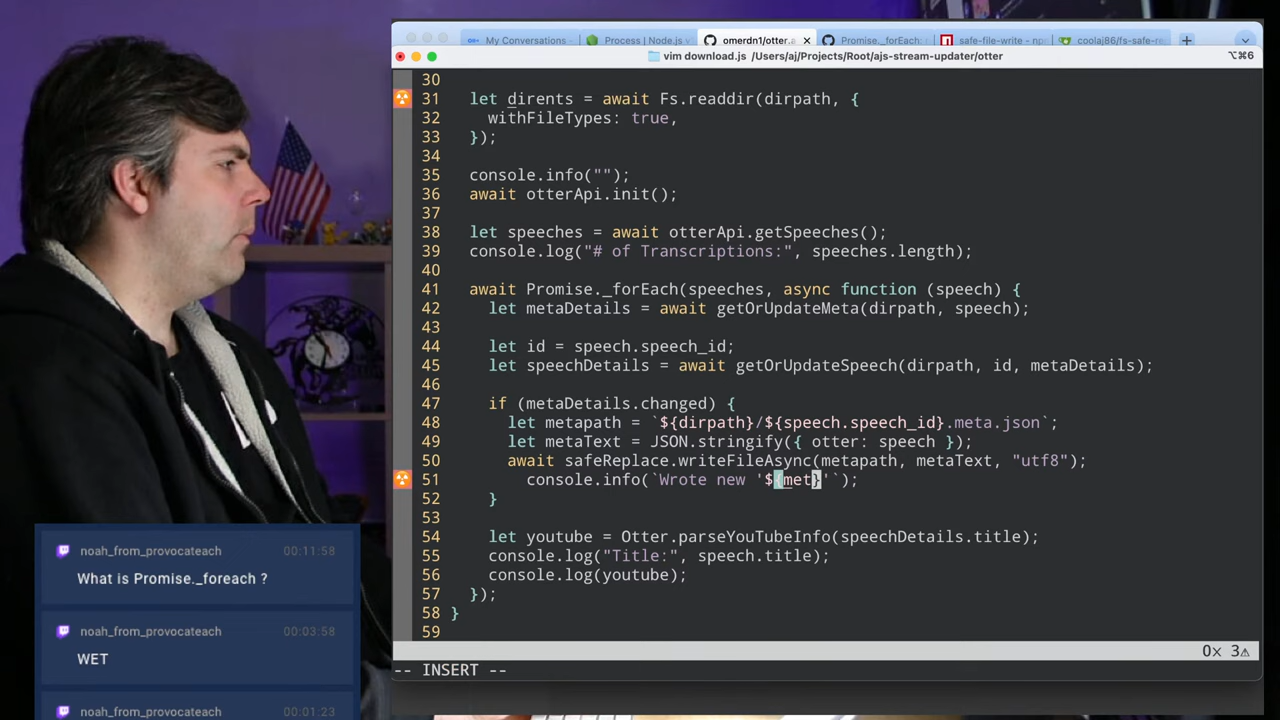 My Conversations
Process | Node.js
omerdn1/otter.
Promise._forEach
safe-file-write - np
coolaj86/fs-safe-re
vim download.js /Users/aj/Projects/Root/ajs-stream-updater/otter
⌥⌘6
30
31 let dirents = await Fs.readdir(dirpath, {
32 withFileTypes: true,
33 });
34
35 console.info("");
36 await otterApi.init();
37
38 let speeches = await otterApi.getSpeeches();
39 console.log("# of Transcriptions:", speeches.length);
40
41 await Promise._forEach(speeches, async function (speech) {
42 let metaDetails = await getOrUpdateMeta(dirpath, speech);
43
44 let id = speech.speech_id;
45 let speechDetails = await getOrUpdateSpeech(dirpath, id, metaDetails);
46
47 if (metaDetails.changed) {
48 let metapath = `${dirpath}/${speech.speech_id}.meta.json`;
49 let metaText = JSON.stringify({ otter: speech });
50 await safeReplace.writeFileAsync(metapath, metaText, "utf8");
51 console.info(`Wrote new '${met}'`);
52 }
53
54 let youtube = Otter.parseYouTubeInfo(speechDetails.title);
55 console.log("Title:", speech.title);
56 console.log(youtube);
57 });
58 }
59
0× 3⚠
-- INSERT --
noah_from_provocateach 00:11:58
What is Promise._foreach ?
noah_from_provocateach 00:03:58
WET
noah_from_provocateach 00:01:23